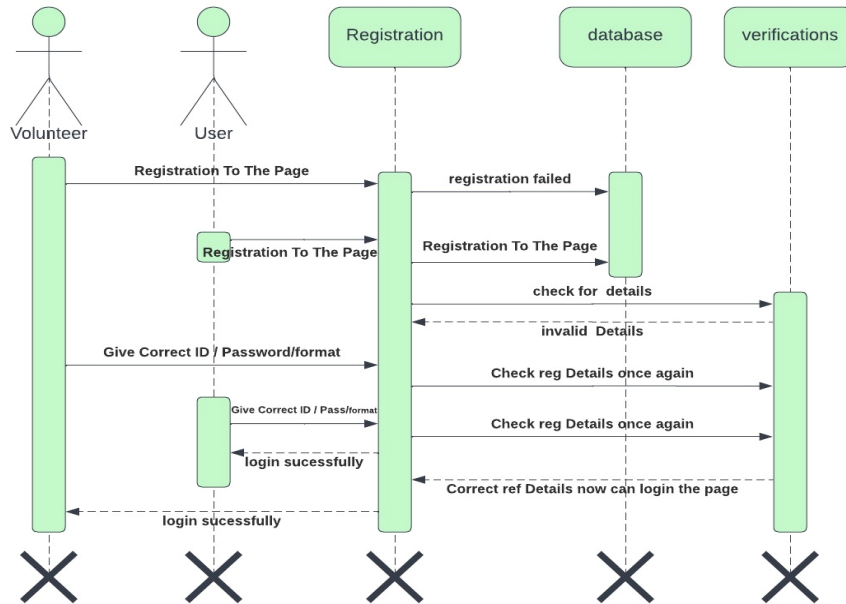 Registration
database
verifications
Volunteer
User
Registration To The Page
registration failed
Registration To The Page
Registration To The Page
check for details
invalid Details
Give Correct ID / Password/format
Check reg Details once again
Give Correct ID / Pass/format
Check reg Details once again
login sucessfully
Correct ref Details now can login the page
login sucessfully